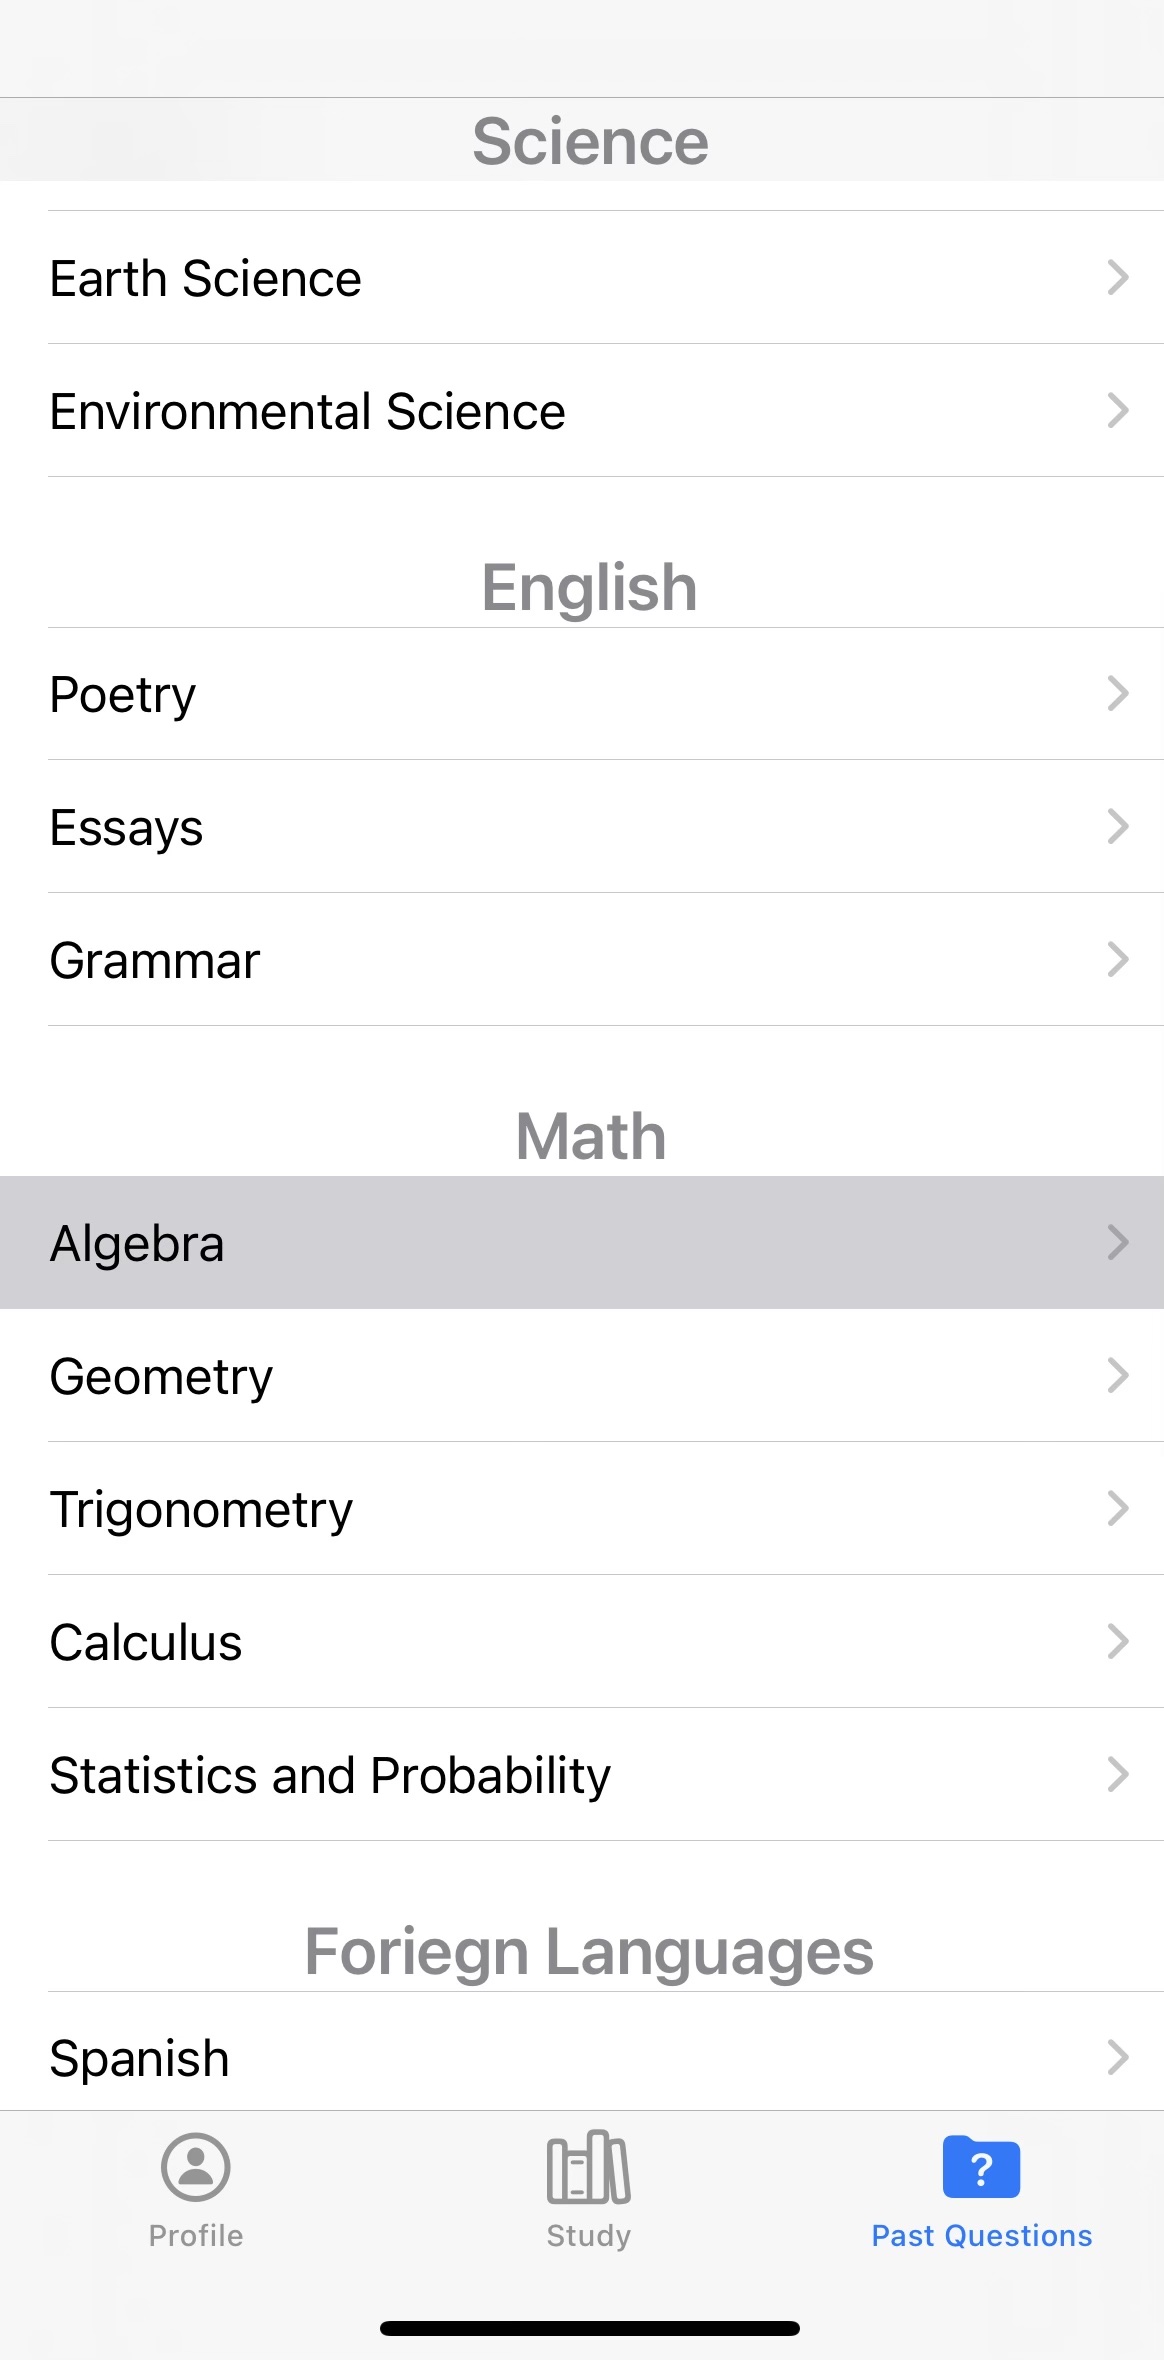 Science
Earth Science
Environmental Science
English
Poetry
Essays
Grammar
Math
Algebra
Geometry
Trigonometry
Calculus
Statistics and Probability
Foriegn Languages
Spanish
?
Profile
Study
Past Questions